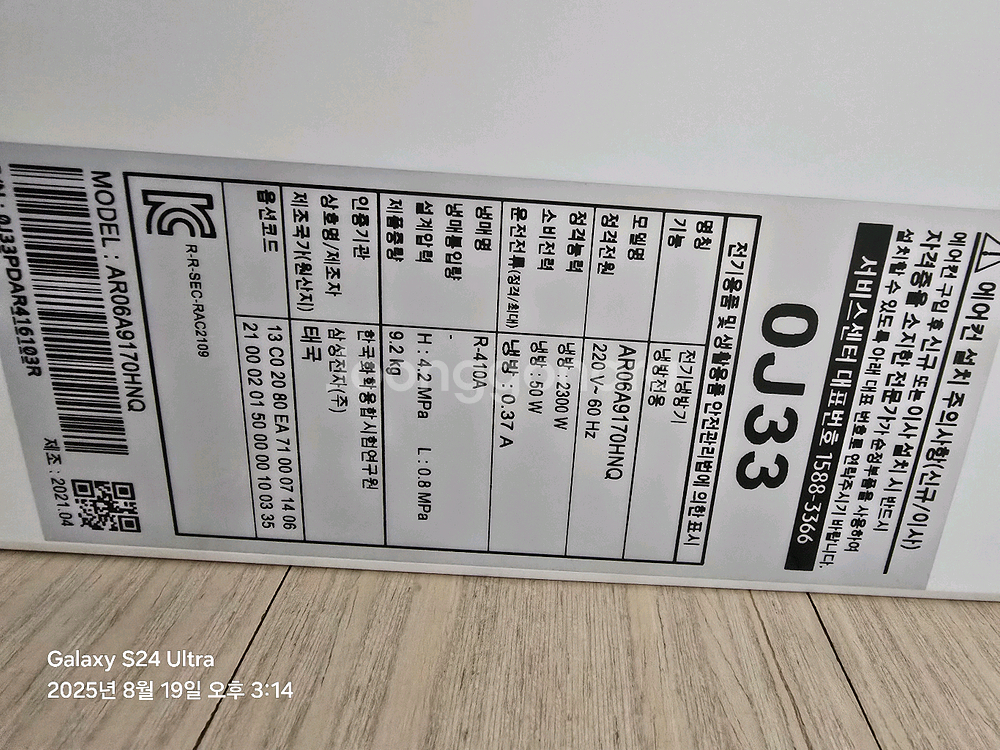 에어컨 설치 주의사항(신규/이사)
에어컨 구입 후 신규 또는 이사 설치 시 반드시
자격증을 소지한 전문가가 순정부품을 사용하여
설치할 수 있도록 아래 대표 번호로 연락주시기 바랍니다.
서비스센터 대표번호 1588-3366
0J33
전기용품 및 생활용품 안전관리법에 의한 표시
명칭 전기냉방기
기능 냉방전용
모델명 AR06A9170HNQ
정격전원 220 V~ 60 Hz
정격능력 냉방 : 2300 W
소비전력 냉방 : 50 W
운전전류(정격/최대) 냉방 : 0.37 A
냉매명 R-410A
냉매봉입량 -
설계압력 H : 4.2 MPa L : 0.8 MPa
제품중량 9.2 kg
인증기관 한국화학융합시험연구원
상호명/제조자 삼성전자(주)
제조국가(원산지) 태국
옵션코드 13 C0 20 80 EA 71 00 07 14 06
21 00 02 01 50 00 00 10 03 35
R-R-SEC-RAC2109
MODEL : AR06A9170HNQ
제조 : 2021.04
0J33PDAR416103R
donggonam
Galaxy S24 Ultra
2025년 8월 19일 오후 3:14